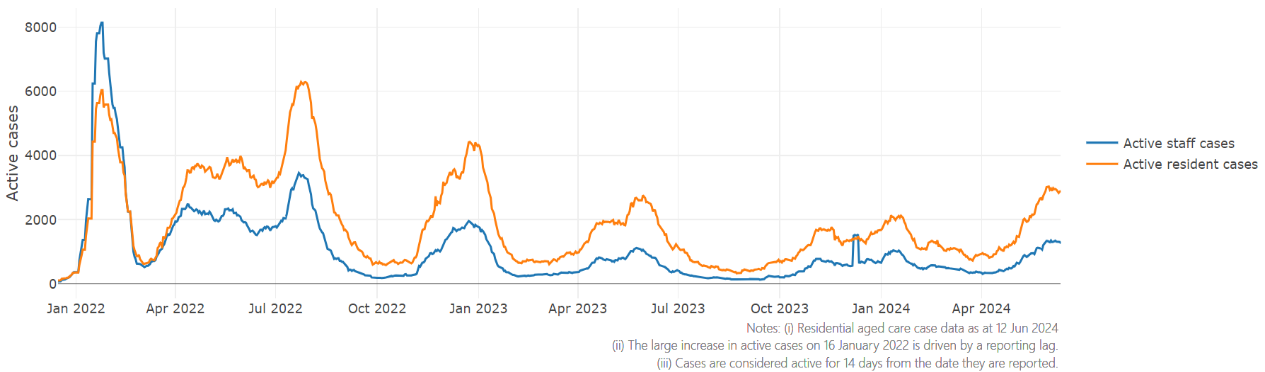 Active cases
8000
6000
4000
2000
0
Jan 2022 Apr 2022 Jul 2022 Oct 2022 Jan 2023 Apr 2023 Jul 2023 Oct 2023 Jan 2024 Apr 2024
Active staff cases
Active resident cases
Notes: (i) Residential aged care case data as at 12 Jun 2024
(ii) The large increase in active cases on 16 January 2022 is driven by a reporting lag.
(iii) Cases are considered active for 14 days from the date they are reported.